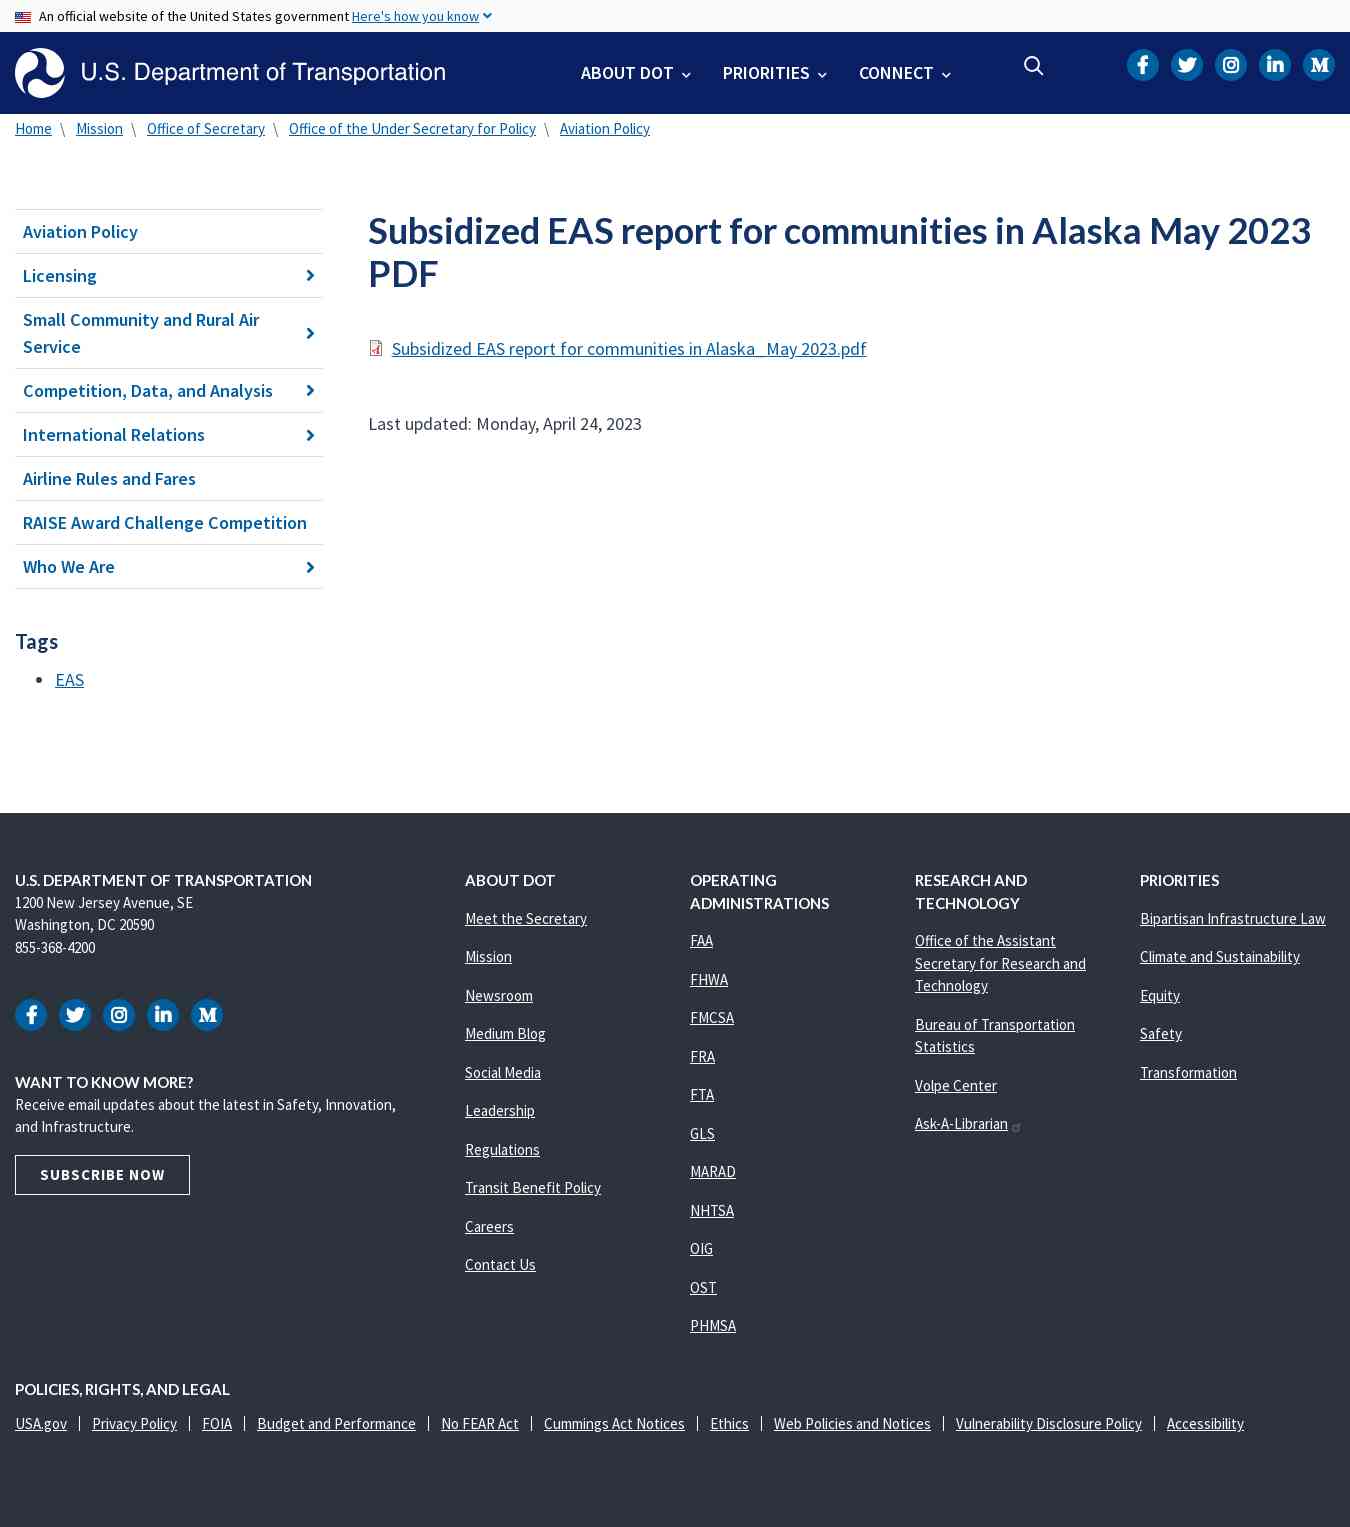 An official website of the United States government Here's how you know
U.S. Department of Transportation
ABOUT DOT
PRIORITIES
CONNECT
Home \ Mission \ Office of Secretary \ Office of the Under Secretary for Policy \ Aviation Policy
Aviation Policy
Licensing
Small Community and Rural Air
Service
Competition, Data, and Analysis
International Relations
Airline Rules and Fares
RAISE Award Challenge Competition
Who We Are
Tags
• EAS
Subsidized EAS report for communities in Alaska May 2023
PDF
Subsidized EAS report for communities in Alaska_ May 2023.pdf
Last updated: Monday, April 24, 2023
U.S. DEPARTMENT OF TRANSPORTATION
1200 New Jersey Avenue, SE
Washington, DC 20590
855-368-4200
WANT TO KNOW MORE?
Receive email updates about the latest in Safety, Innovation,
and Infrastructure.
SUBSCRIBE NOW
ABOUT DOT
Meet the Secretary
Mission
Newsroom
Medium Blog
Social Media
Leadership
Regulations
Transit Benefit Policy
Careers
Contact Us
OPERATING
ADMINISTRATIONS
FAA
FHWA
FMCSA
FRA
FTA
GLS
MARAD
NHTSA
OIG
OST
PHMSA
RESEARCH AND
TECHNOLOGY
Office of the Assistant
Secretary for Research and
Technology
Bureau of Transportation
Statistics
Volpe Center
Ask-A-Librarian
PRIORITIES
Bipartisan Infrastructure Law
Climate and Sustainability
Equity
Safety
Transformation
POLICIES, RIGHTS, AND LEGAL
USA.gov | Privacy Policy | FOIA | Budget and Performance | No FEAR Act | Cummings Act Notices | Ethics | Web Policies and Notices | Vulnerability Disclosure Policy | Accessibility